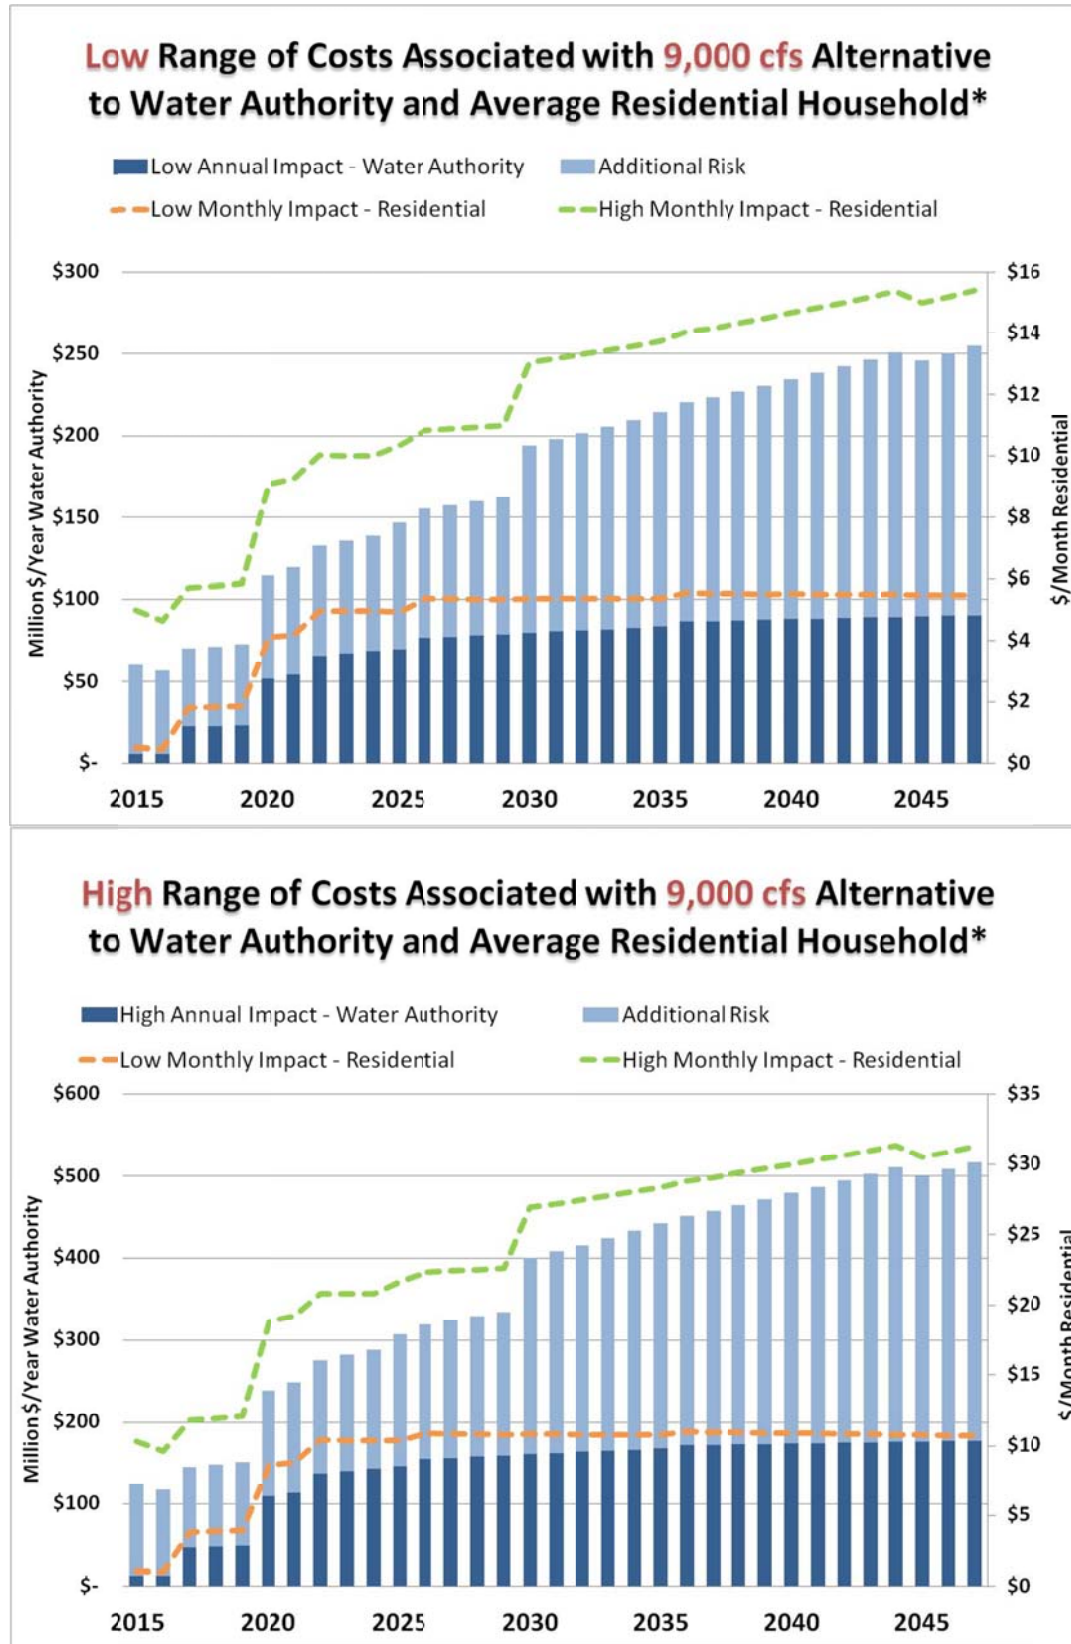 Low Range of Costs Associated with 9,000 cfs Alternative
to Water Authority and Average Residential Household*
Low Annual Impact - Water Authority
Additional Risk
Low Monthly Impact - Residential
High Monthly Impact - Residential
$300
$250
$200
$150
$100
$50
$-
Million $/Year Water Authority
$16
$14
$12
$10
$8
$6
$4
$2
$0
$/Month Residential
2015 2020 2025 2030 2035 2040 2045
High Range of Costs Associated with 9,000 cfs Alternative
to Water Authority and Average Residential Household*
High Annual Impact - Water Authority
Additional Risk
Low Monthly Impact - Residential
High Monthly Impact - Residential
$600
$500
$400
$300
$200
$100
$-
Million $/Year Water Authority
$35
$30
$25
$20
$15
$10
$5
$0
$/Month Residential
2015 2020 2025 2030 2035 2040 2045